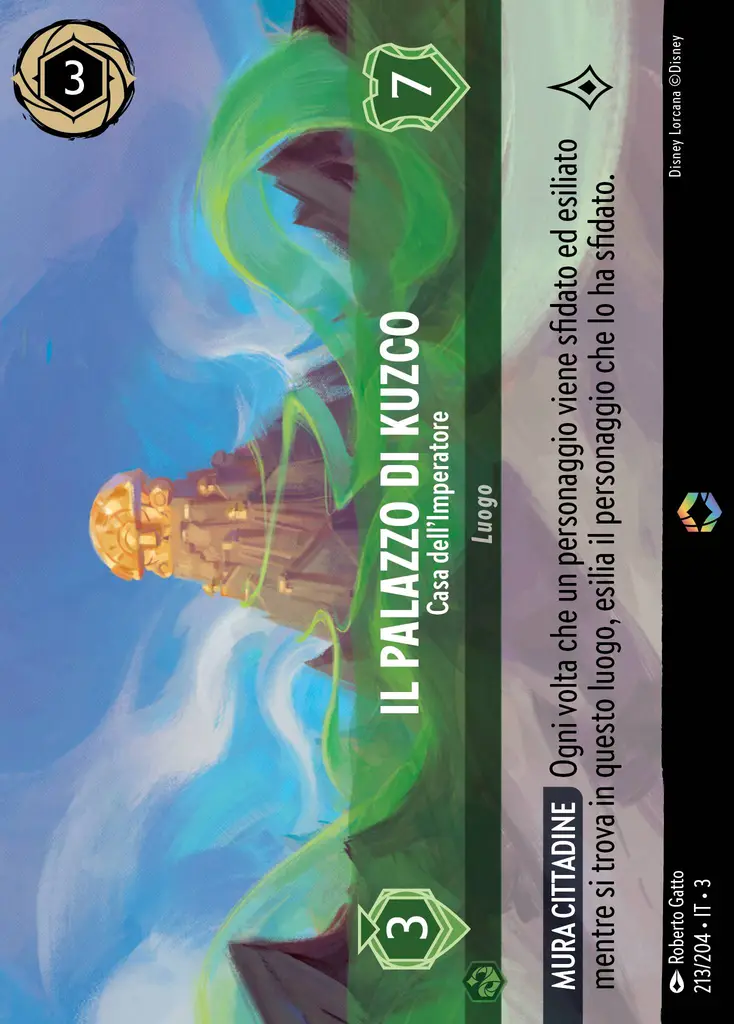 3
3
IL PALAZZO DI KUZCO
Casa dell'Imperatore
7
Luogo
MURA CITTADINE Ogni volta che un personaggio viene sfidato ed esiliato
mentre si trova in questo luogo, esilia il personaggio che lo ha sfidato.
Roberto Gatto
213/204 • IT • 3
Disney Lorcana ©Disney